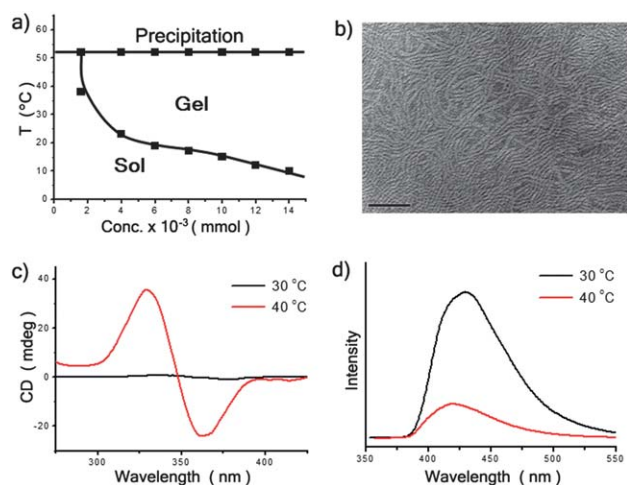 a)
Precipitation
60
50
40
30
20
10
0
T (°C)
Gel
Sol
0 2 4 6 8 10 12 14
Conc. x 10-3 ( mmol )
b)
c)
40
20
0
-20
CD ( mdeg )
30 °C
40 °C
300 350 400
Wavelength ( nm )
d)
Intensity
30 °C
40 °C
350 400 450 500 550
Wavelength ( nm )